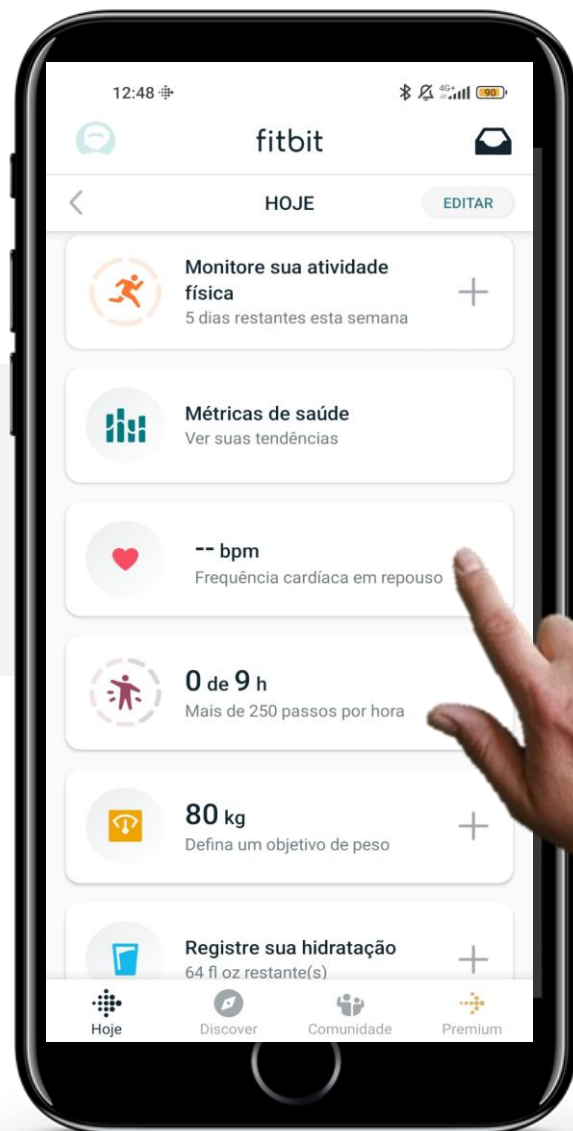 12:48
4G+
90
fitbit
HOJE
EDITAR
Monitore sua atividade
física
5 dias restantes esta semana
Métricas de saúde
Ver suas tendências
-- bpm
Frequência cardíaca em repouso
0 de 9 h
Mais de 250 passos por hora
80 kg
Defina um objetivo de peso
Registre sua hidratação
64 fl oz restante(s)
Hoje
Discover
Comunidade
Premium